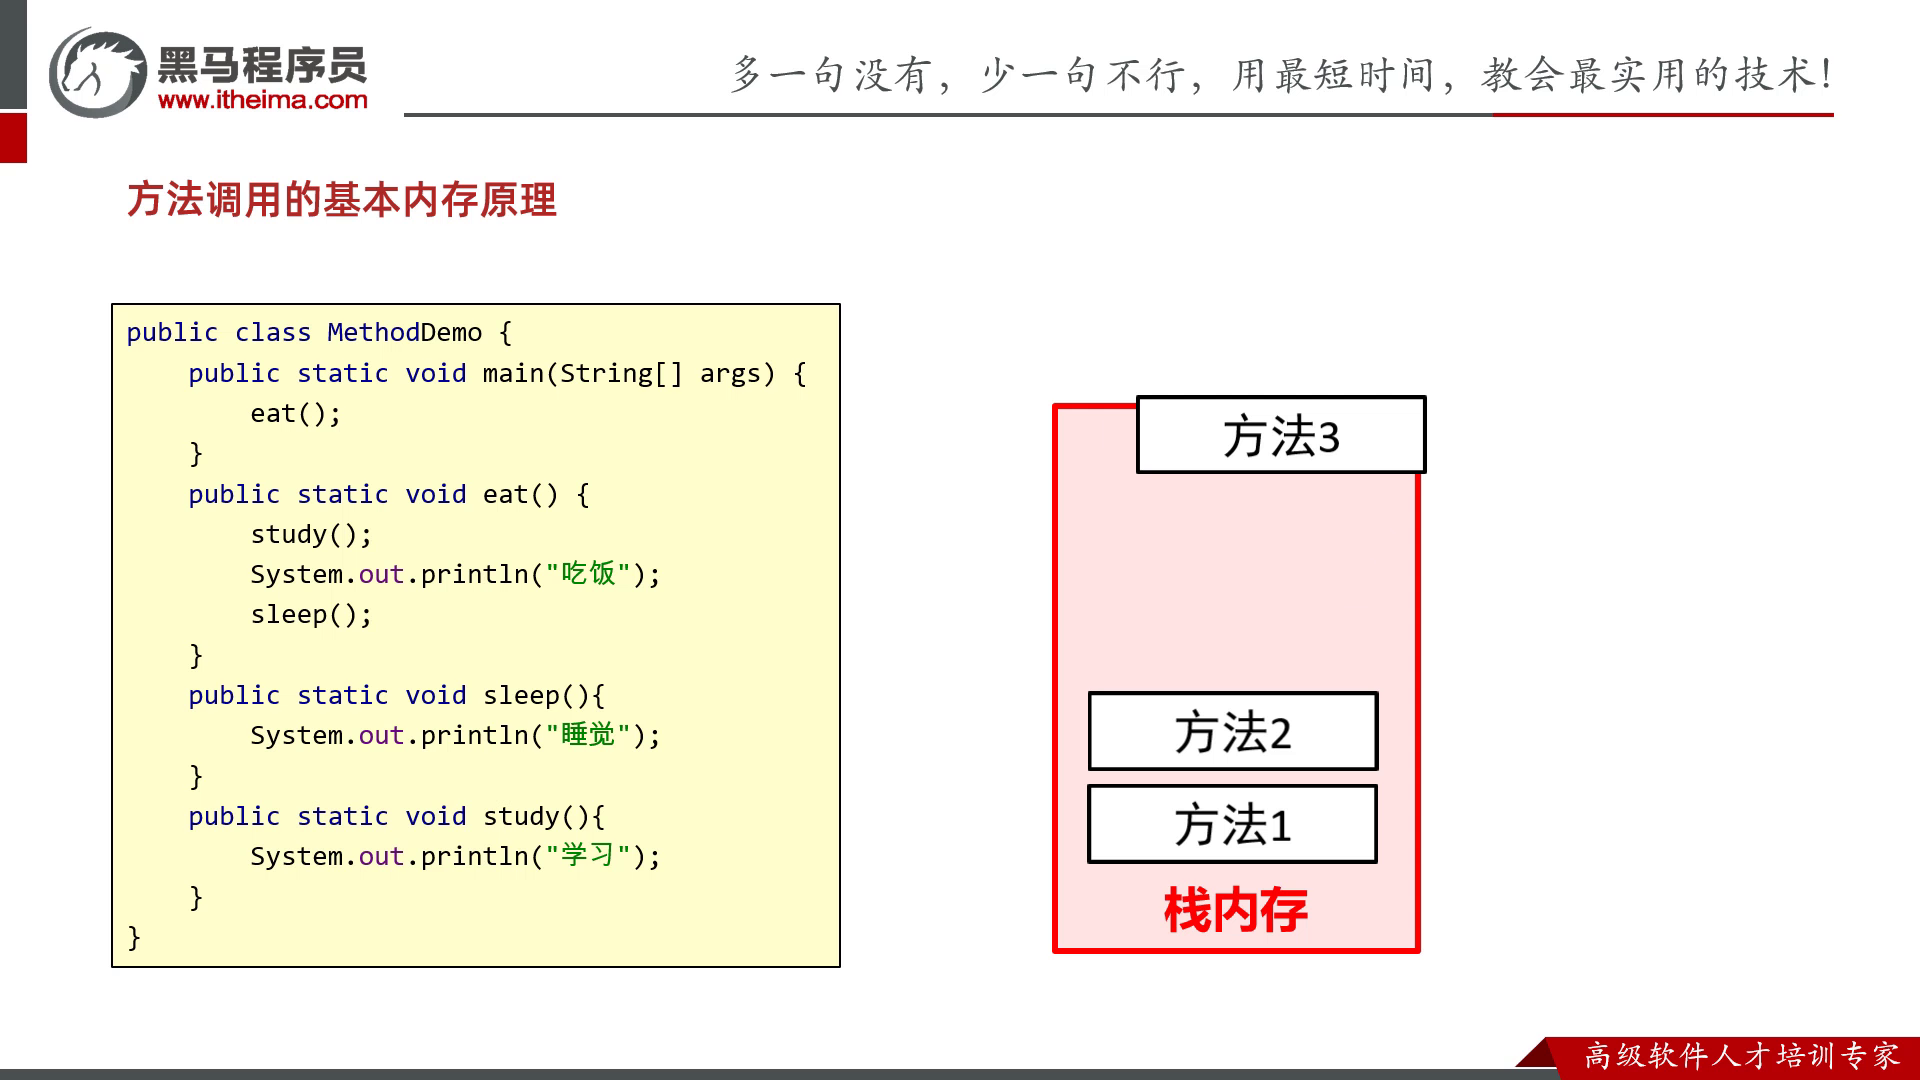 黑马程序员
www.itheima.com
多一句没有，少一句不行，用最短时间，教会最实用的技术！
方法调用的基本内存原理
public class MethodDemo {
    public static void main(String[] args) {
        eat();
    }
    public static void eat() {
        study();
        System.out.println("吃饭");
        sleep();
    }
    public static void sleep(){
        System.out.println("睡觉");
    }
    public static void study(){
        System.out.println("学习");
    }
}
方法3
方法2
方法1
栈内存
高级软件人才培训专家